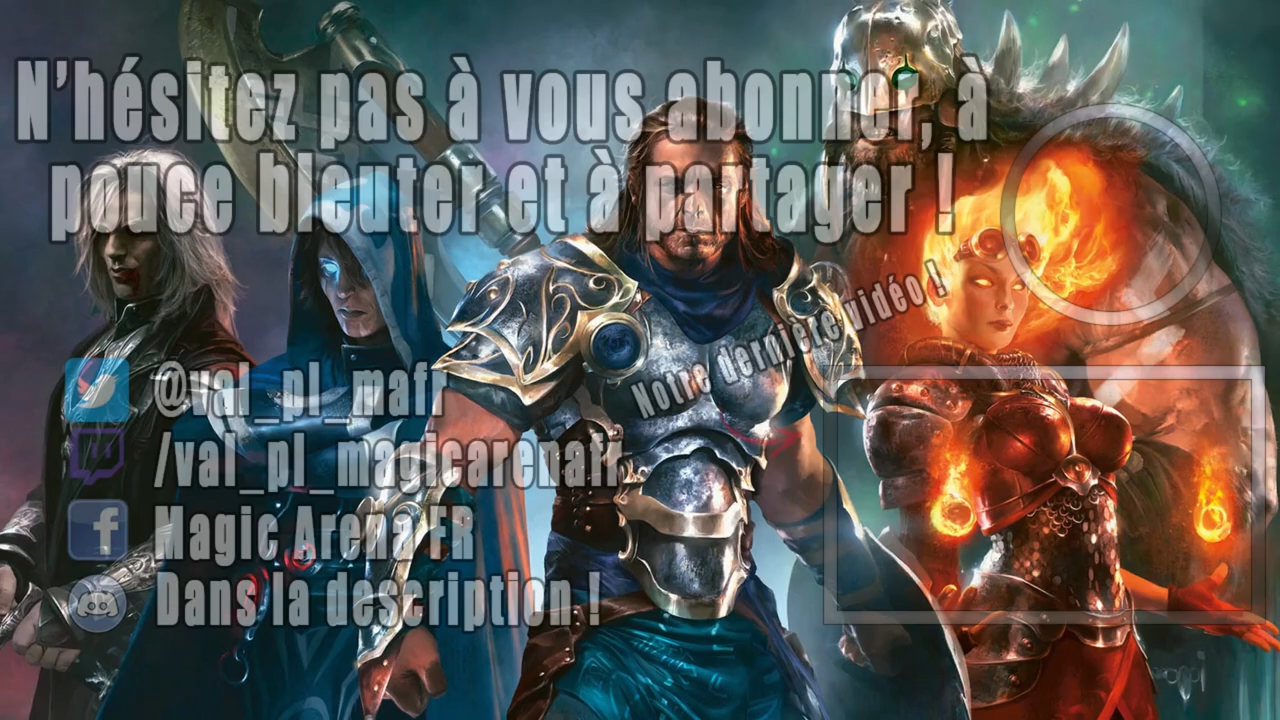 N'hésitez pas à vous abonner, à
pouce bleuter et à partager !
Notre dernière vidéo !
@val_pl_mafr
/val_pl_magicarenafr
Magic Arena FR
Dans la description !